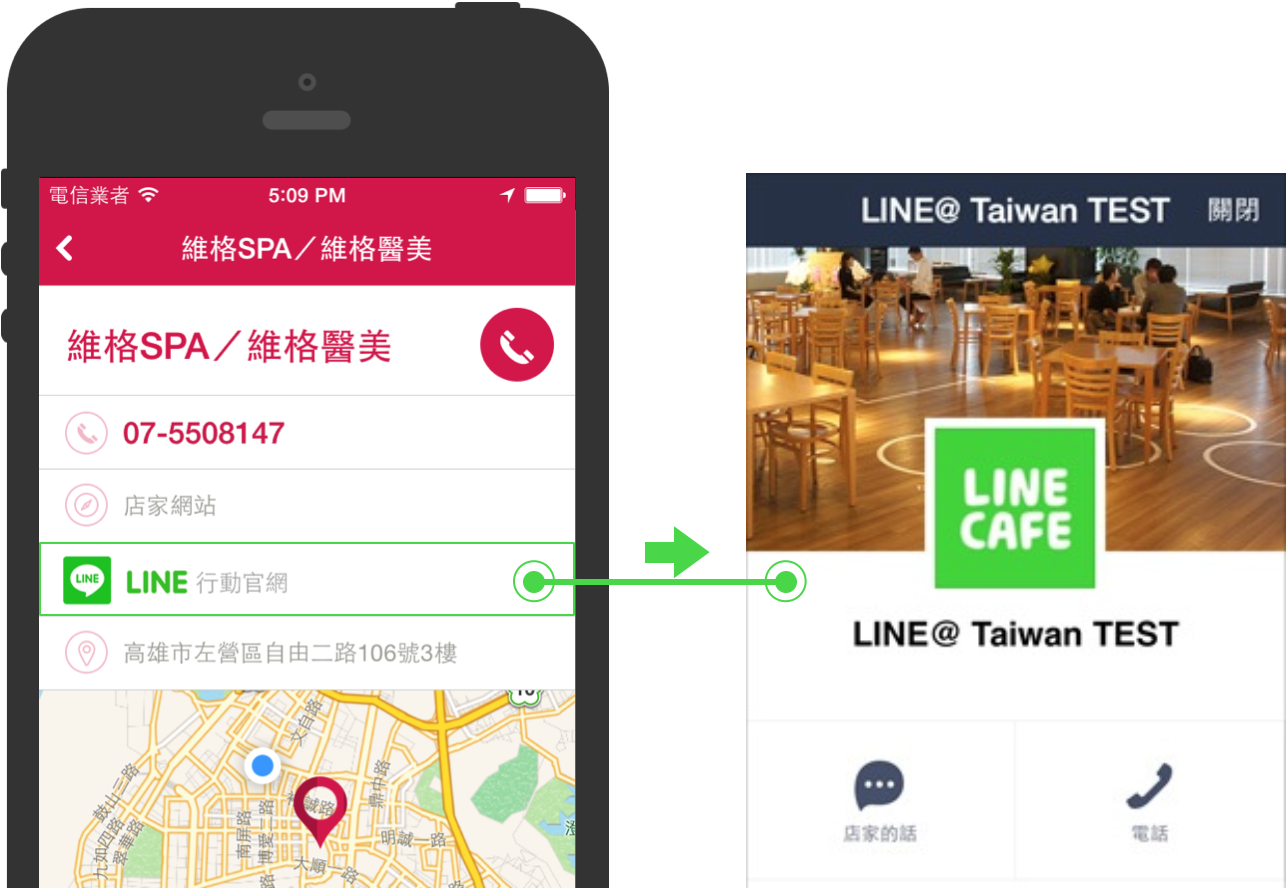 電信業者
5:09 PM
維格SPA／維格醫美
維格SPA／維格醫美
07-5508147
店家網站
LINE
LINE 行動官網
高雄市左營區自由二路106號3樓
文自路
鼓山三路
鼎中路
誠路
南屏路
博愛二路
九如四路
翠華路
明誠一路
大順一路
LINE@ Taiwan TEST
關閉
LINE
CAFE
LINE@ Taiwan TEST
店家的話
電話